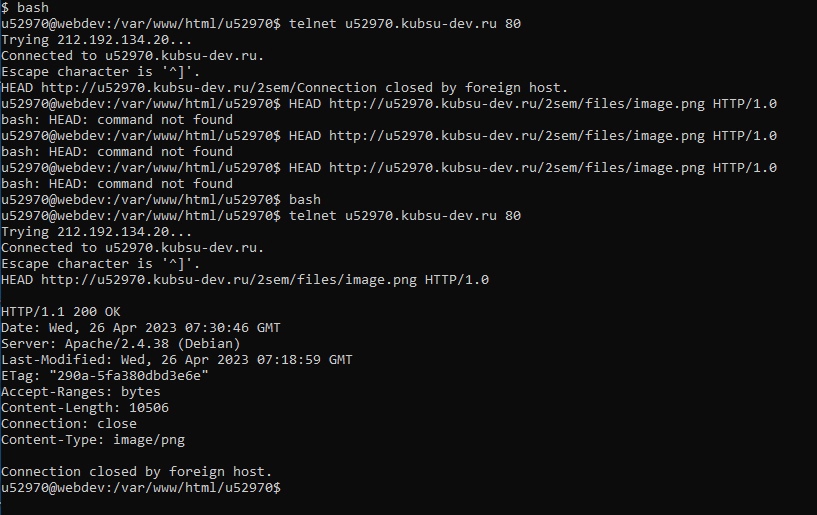 $ bash
u52970@webdev:/var/www/html/u52970$ telnet u52970.kubsu-dev.ru 80
Trying 212.192.134.20...
Connected to u52970.kubsu-dev.ru.
Escape character is '^]'.
HEAD http://u52970.kubsu-dev.ru/2sem/Connection closed by foreign host.
u52970@webdev:/var/www/html/u52970$ HEAD http://u52970.kubsu-dev.ru/2sem/files/image.png HTTP/1.0
bash: HEAD: command not found
u52970@webdev:/var/www/html/u52970$ HEAD http://u52970.kubsu-dev.ru/2sem/files/image.png HTTP/1.0
bash: HEAD: command not found
u52970@webdev:/var/www/html/u52970$ HEAD http://u52970.kubsu-dev.ru/2sem/files/image.png HTTP/1.0
bash: HEAD: command not found
u52970@webdev:/var/www/html/u52970$ bash
u52970@webdev:/var/www/html/u52970$ telnet u52970.kubsu-dev.ru 80
Trying 212.192.134.20...
Connected to u52970.kubsu-dev.ru.
Escape character is '^]'.
HEAD http://u52970.kubsu-dev.ru/2sem/files/image.png HTTP/1.0
HTTP/1.1 200 OK
Date: Wed, 26 Apr 2023 07:30:46 GMT
Server: Apache/2.4.38 (Debian)
Last-Modified: Wed, 26 Apr 2023 07:18:59 GMT
ETag: "290a-5fa380dbd3e6e"
Accept-Ranges: bytes
Content-Length: 10506
Connection: close
Content-Type: image/png
Connection closed by foreign host.
u52970@webdev:/var/www/html/u52970$